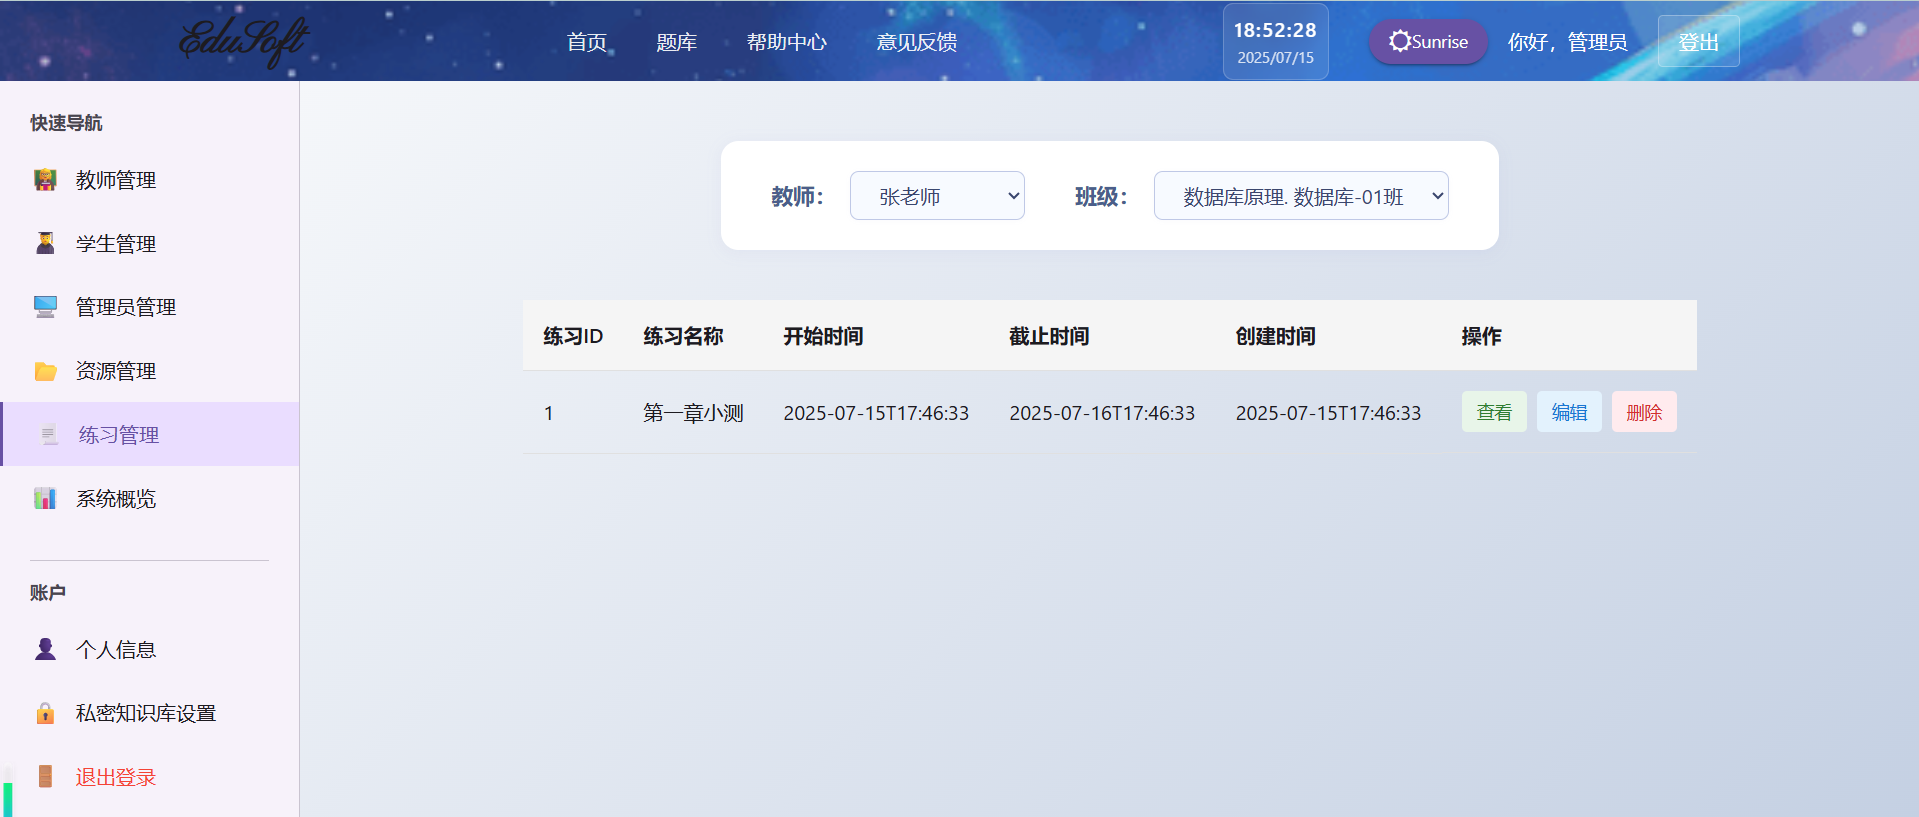 EduSoft
首页 题库 帮助中心 意见反馈
18:52:28
2025/07/15
Sunrise
你好，管理员
登出
快速导航
教师管理
学生管理
管理员管理
资源管理
练习管理
系统概览
账户
个人信息
私密知识库设置
退出登录
教师： 张老师 班级： 数据库原理. 数据库-01班
练习ID 练习名称 开始时间 截止时间 创建时间 操作
1 第一章小测 2025-07-15T17:46:33 2025-07-16T17:46:33 2025-07-15T17:46:33 查看 编辑 删除